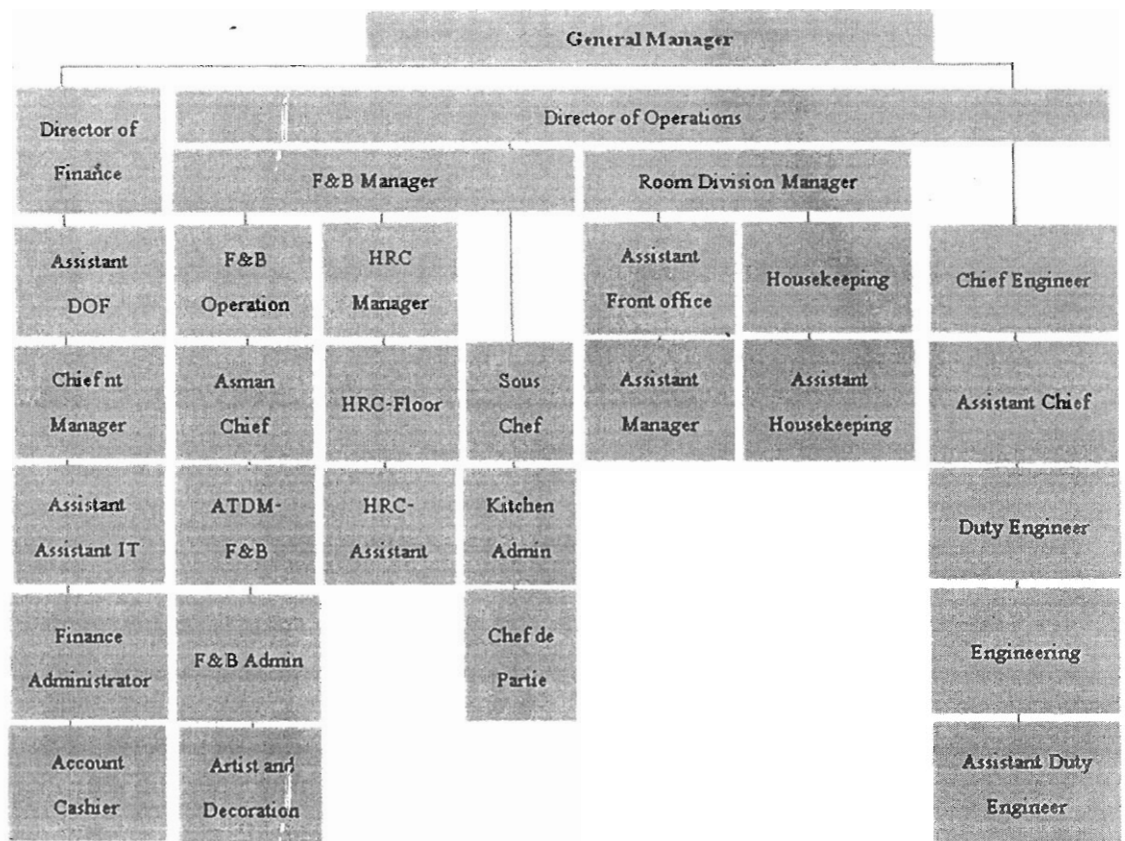 General Manager
Director of
Finance
Director of Operations
F&B Manager
Room Division Manager
Assistant
DOF
F&B
Operation
HRC
Manager
Assistant
Front office
Housekeeping
Chief Engineer
Chief nt
Manager
Asman
Chief
HRC-Floor
Sous
Chef
Assistant
Manager
Assistant
Housekeeping
Assistant Chief
Assistant
Assistant IT
ATDM-
F&B
HRC-
Assistant
Kitchen
Admin
Duty Engineer
Finance
Administrator
F&B Admin
Chef de
Partie
Engineering
Account
Cashier
Artist and
Decoration
Assistant Duty
Engineer